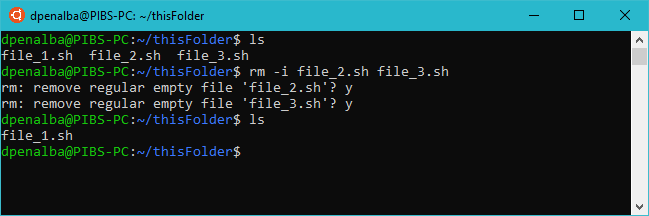 dpenalba@PIBS-PC: ~/thisFolder
dpenalba@PIBS-PC:~/thisFolder$ ls
file_1.sh  file_2.sh  file_3.sh
dpenalba@PIBS-PC:~/thisFolder$ rm -i file_2.sh file_3.sh
rm: remove regular empty file 'file_2.sh'? y
rm: remove regular empty file 'file_3.sh'? y
dpenalba@PIBS-PC:~/thisFolder$ ls
file_1.sh
dpenalba@PIBS-PC:~/thisFolder$